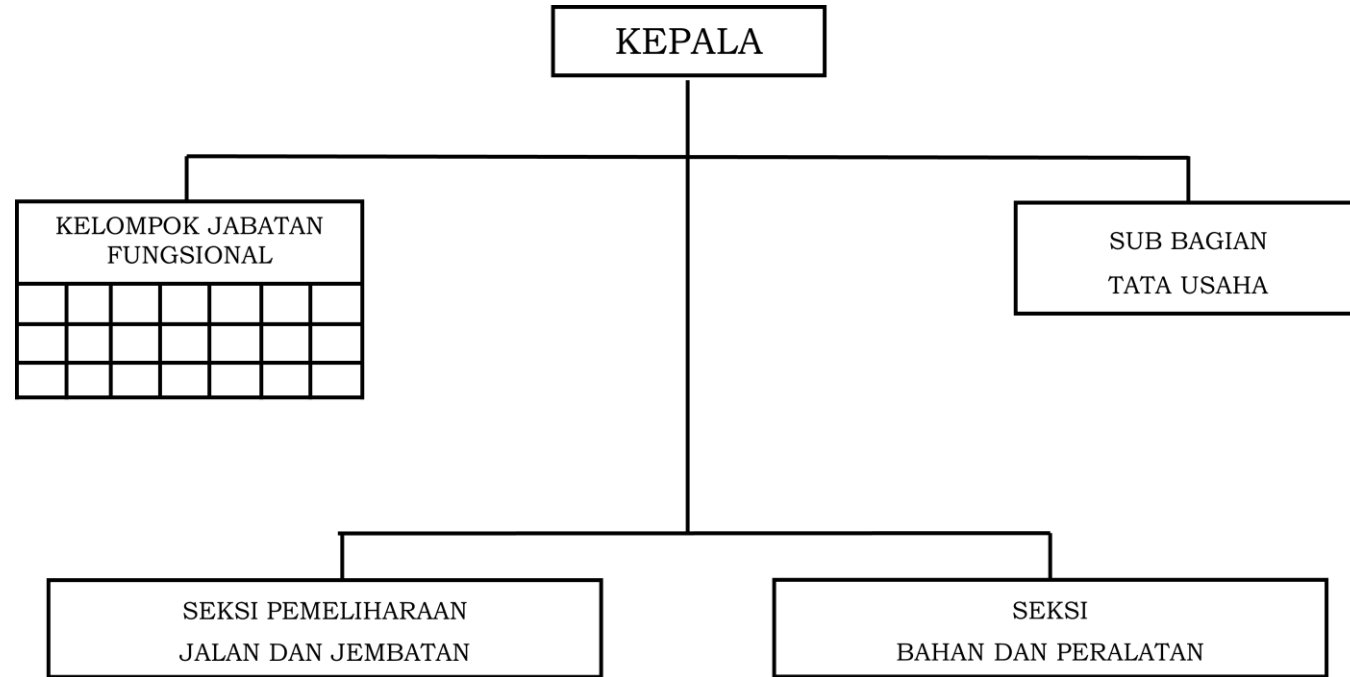 KEPALA
KELOMPOK JABATAN
FUNGSIONAL
SUB BAGIAN
TATA USAHA
SEKSI PEMELIHARAAN
JALAN DAN JEMBATAN
SEKSI
BAHAN DAN PERALATAN